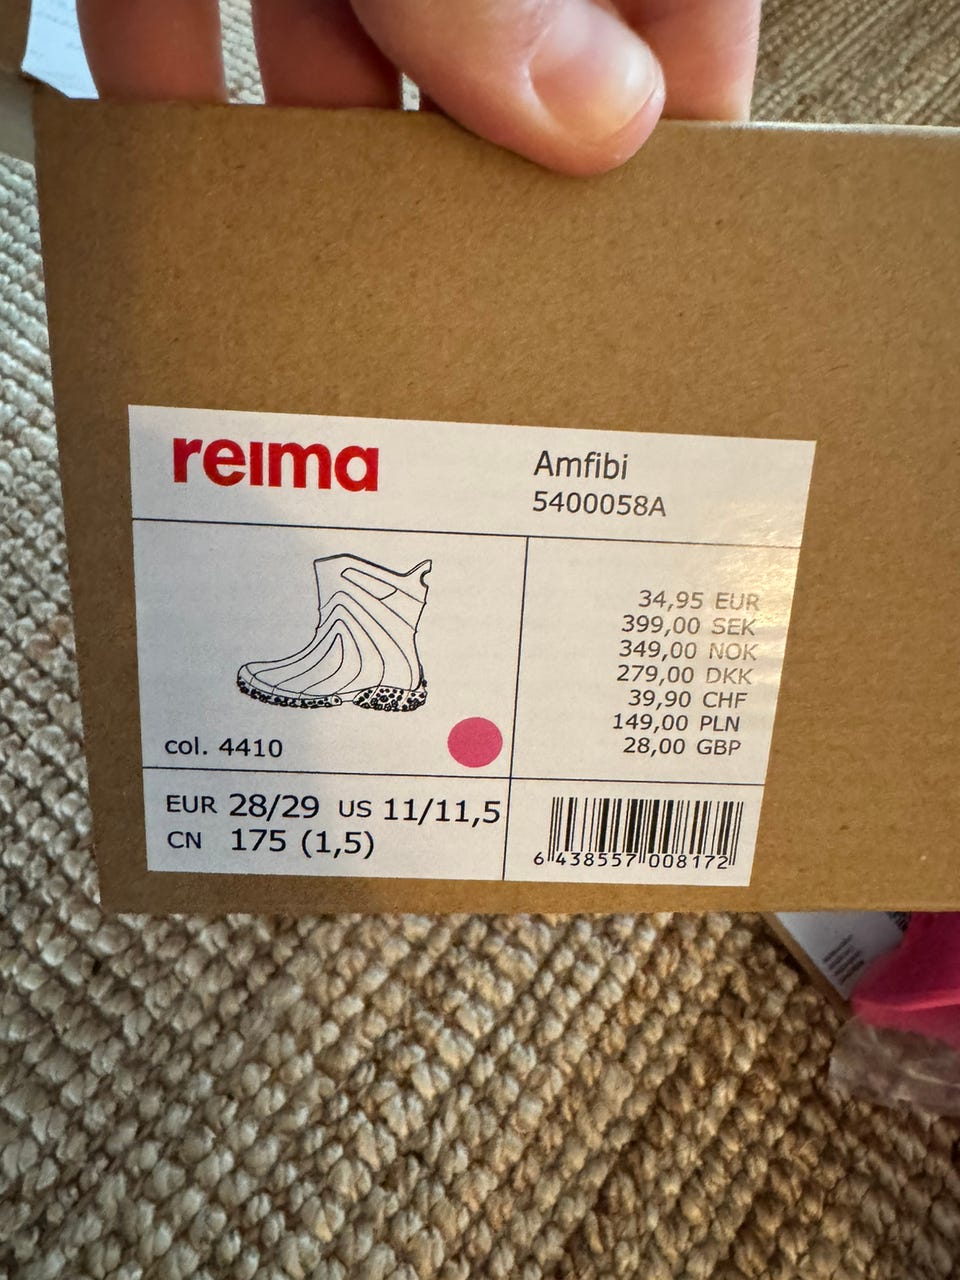 reima
Amfibi
5400058A
34,95 EUR
399,00 SEK
349,00 NOK
279,00 DKK
39,90 CHF
149,00 PLN
28,00 GBP
col. 4410
EUR 28/29 US 11/11,5
CN 175 (1,5)
6 438557 008172